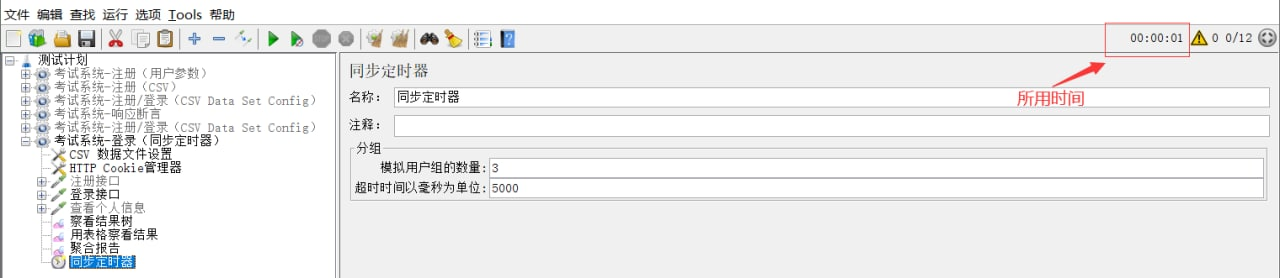 文件 编辑 查找 运行 选项 Tools 帮助
00:00:01 0 0/12
所用时间
测试计划
考试系统-注册（用户参数）
考试系统-注册（CSV）
考试系统-注册/登录（CSV Data Set Config）
考试系统-响应断言
考试系统-注册/登录（CSV Data Set Config）
考试系统-登录（同步定时器）
CSV 数据文件设置
HTTP Cookie管理器
注册接口
登录接口
查看个人信息
察看结果树
用表格察看结果
聚合报告
同步定时器
同步定时器
名称： 同步定时器
注释：
分组
模拟用户组的数量: 3
超时时间以毫秒为单位: 5000